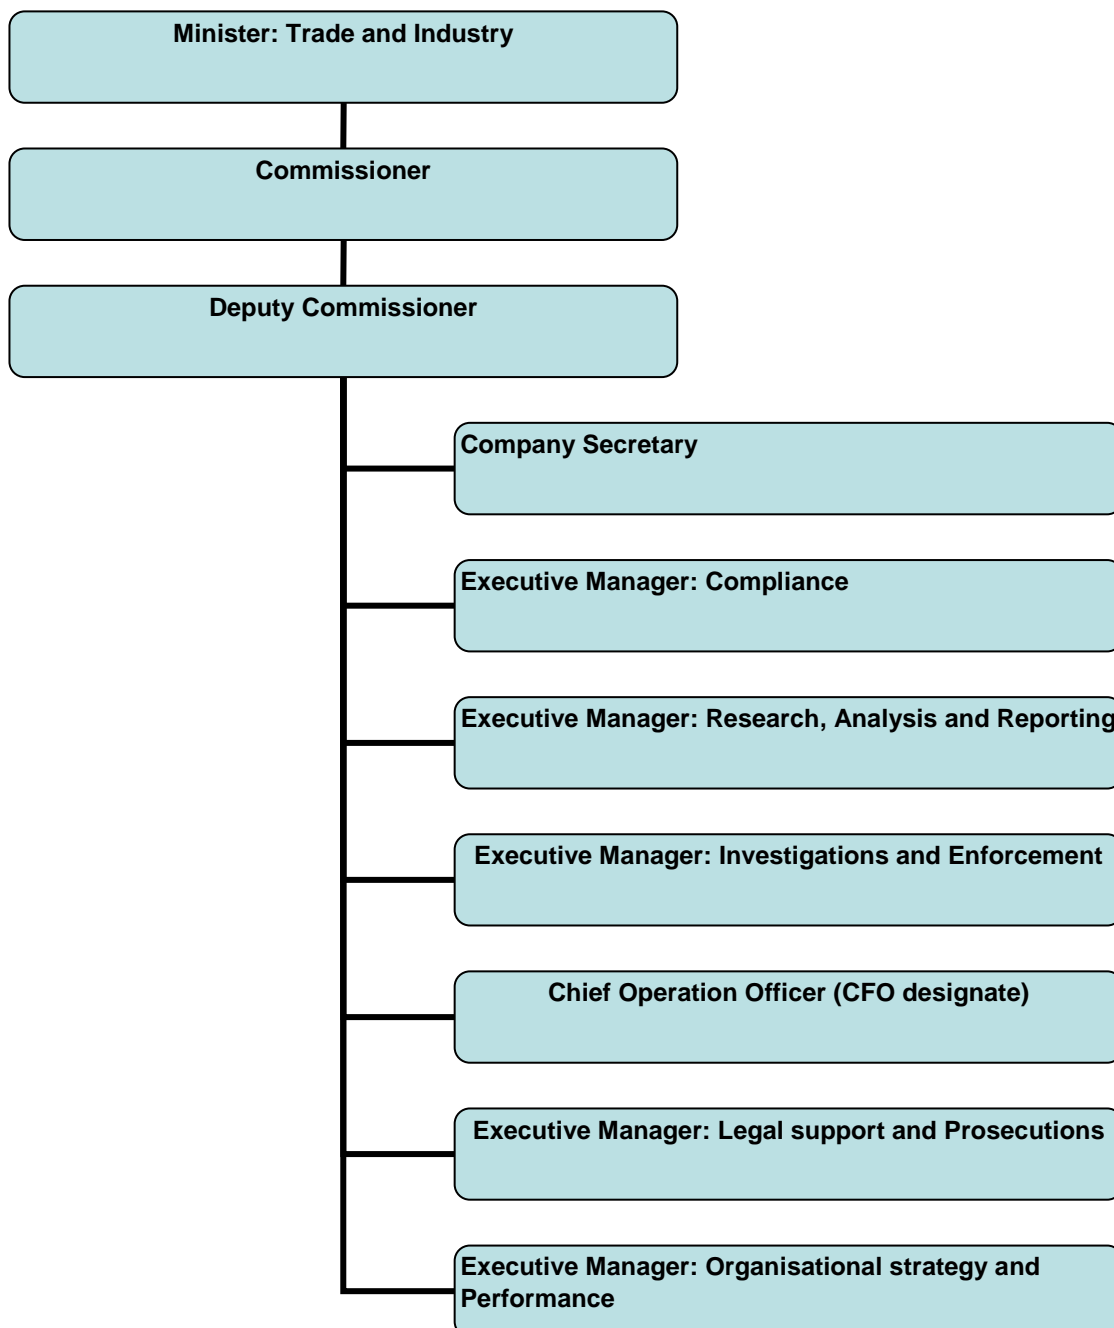 Minister: Trade and Industry
Commissioner
Deputy Commissioner
Company Secretary
Executive Manager: Compliance
Executive Manager: Research, Analysis and Reporting
Executive Manager: Investigations and Enforcement
Chief Operation Officer (CFO designate)
Executive Manager: Legal support and Prosecutions
Executive Manager: Organisational strategy and
Performance